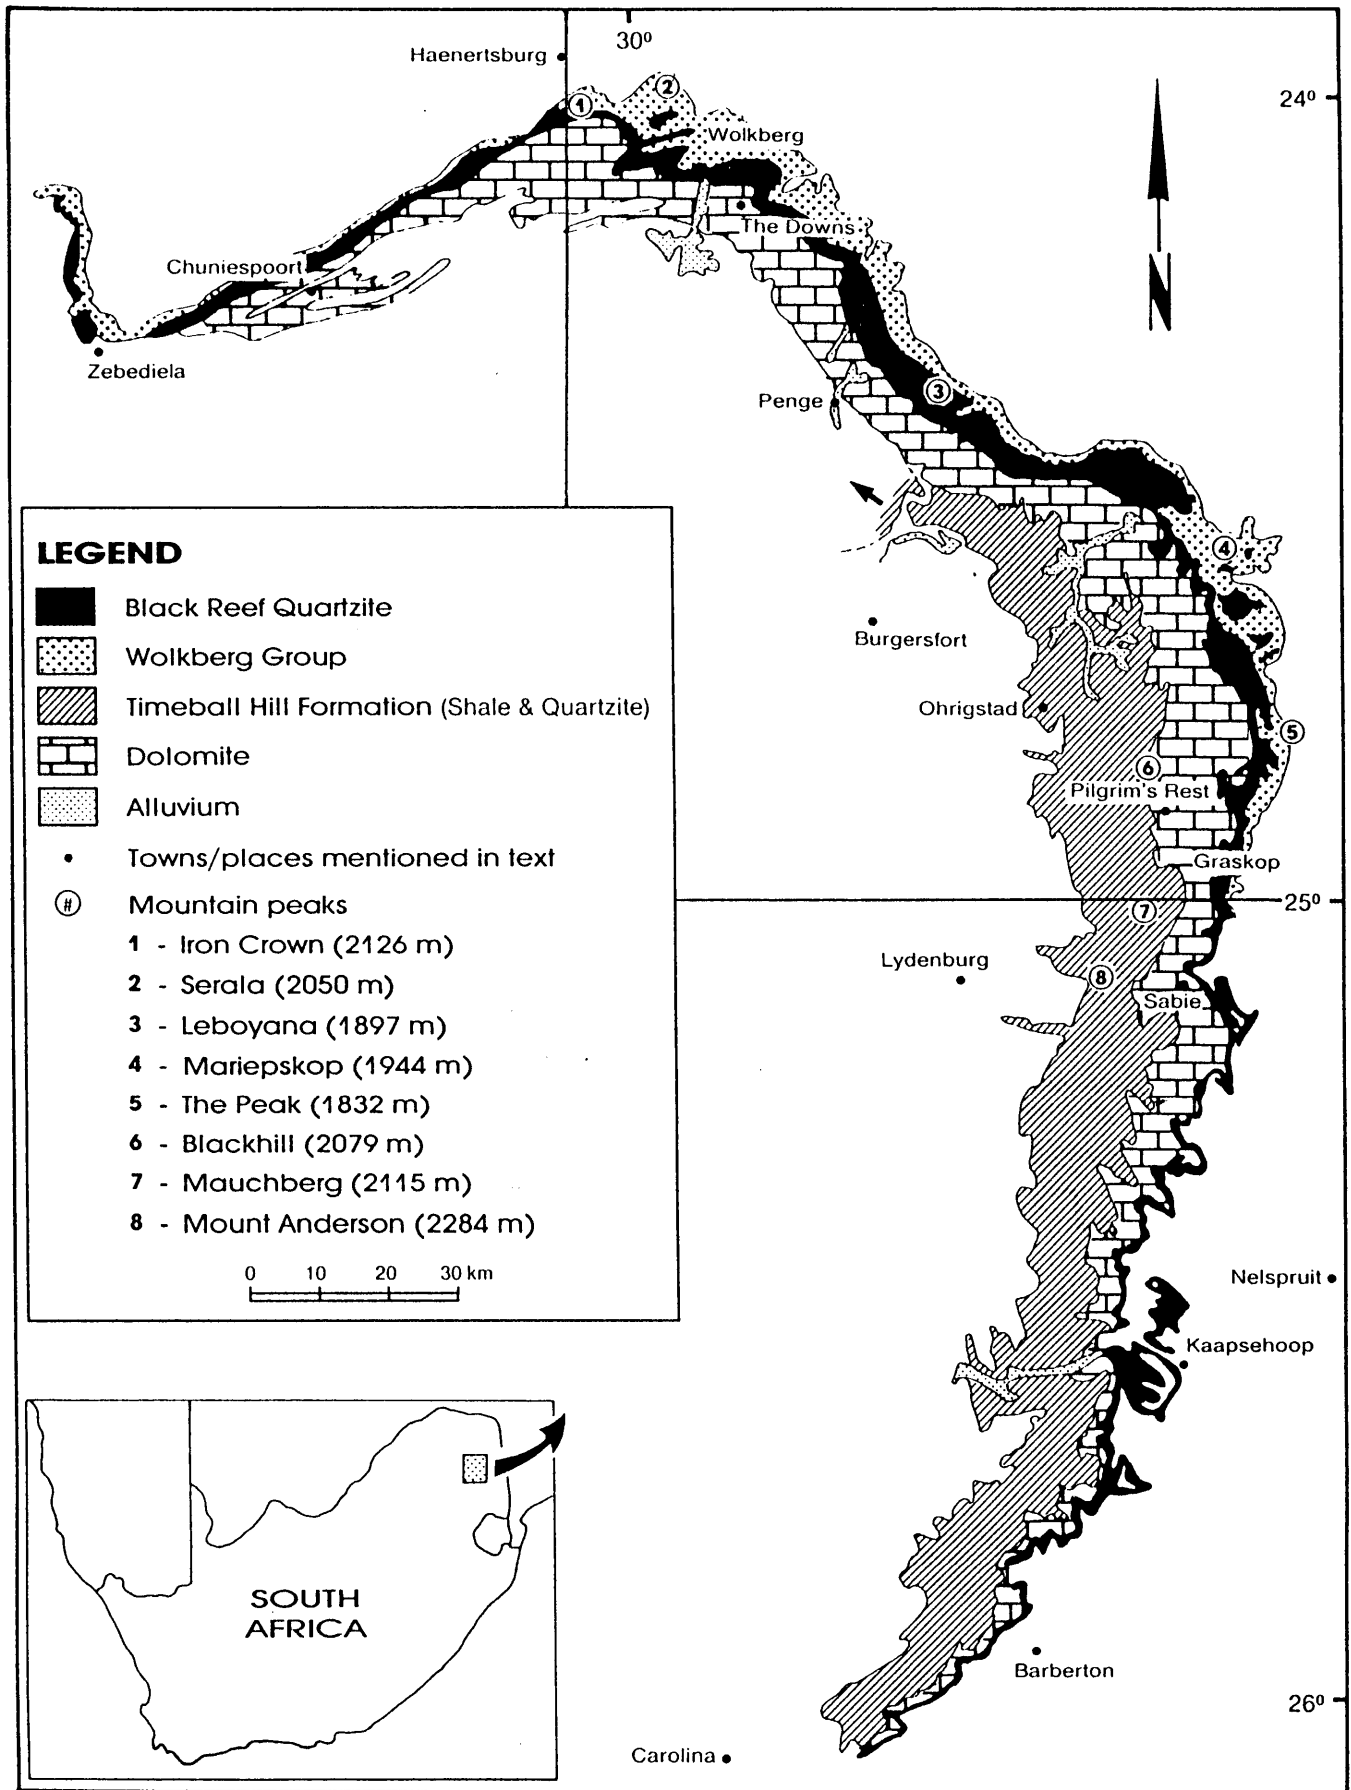 30⁰
Haenertsburg
24⁰
1
2
Wolkberg
The Downs
Chuniespoort
Zebediela
3
Penge
N
LEGEND
Black Reef Quartzite
Wolkberg Group
Timeball Hill Formation (Shale & Quartzite)
Dolomite
Alluvium
Towns/places mentioned in text
# Mountain peaks
1 - Iron Crown (2126 m)
2 - Serala (2050 m)
3 - Leboyana (1897 m)
4 - Mariepskop (1944 m)
5 - The Peak (1832 m)
6 - Blackhill (2079 m)
7 - Mauchberg (2115 m)
8 - Mount Anderson (2284 m)
0 10 20 30 km
4
Burgersfort
Ohrigstad
5
6
Pilgrim's Rest
Graskop
25⁰
7
Lydenburg
8
Sabie
Nelspruit
Kaapsehoop
SOUTH
AFRICA
Barberton
26⁰
Carolina